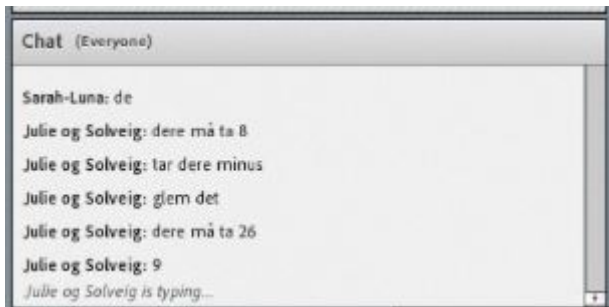 Chat (Everyone)
Sarah-Luna: de
Julie og Solveig: dere må ta 8
Julie og Solveig: tar dere minus
Julie og Solveig: glem det
Julie og Solveig: dere må ta 26
Julie og Solveig: 9
Julie og Solveig is typing...